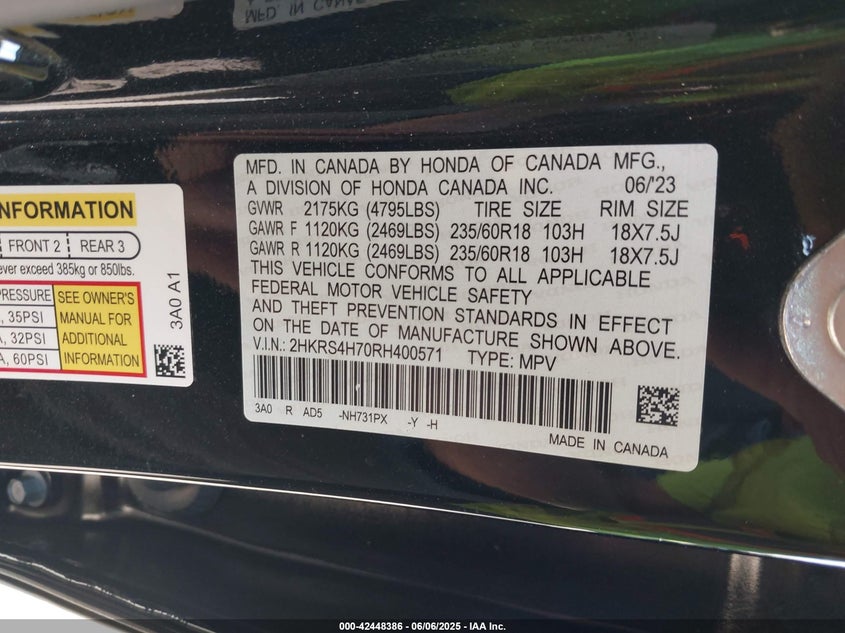 MFD. IN CANADA BY HONDA OF CANADA MFG.,
A DIVISION OF HONDA CANADA INC. 06/'23
GVWR 2175KG (4795LBS) TIRE SIZE RIM SIZE
GAWR F 1120KG (2469LBS) 235/60R18 103H 18X7.5J
GAWR R 1120KG (2469LBS) 235/60R18 103H 18X7.5J
THIS VEHICLE CONFORMS TO ALL APPLICABLE
FEDERAL MOTOR VEHICLE SAFETY
AND THEFT PREVENTION STANDARDS IN EFFECT
ON THE DATE OF MANUFACTURE SHOWN ABOVE.
V.I.N.: 2HKRS4H70RH400571 TYPE: MPV
3A0 R AD5 -NH731PX -Y -H
MADE IN CANADA
INFORMATION
FRONT 2 REAR 3
exceed 385kg or 850lbs.
PRESSURE
35PSI
32PSI
60PSI
SEE OWNER'S
MANUAL FOR
ADDITIONAL
INFORMATION
3A0 A1
000-42448386 - 06/06/2025 - IAA Inc.